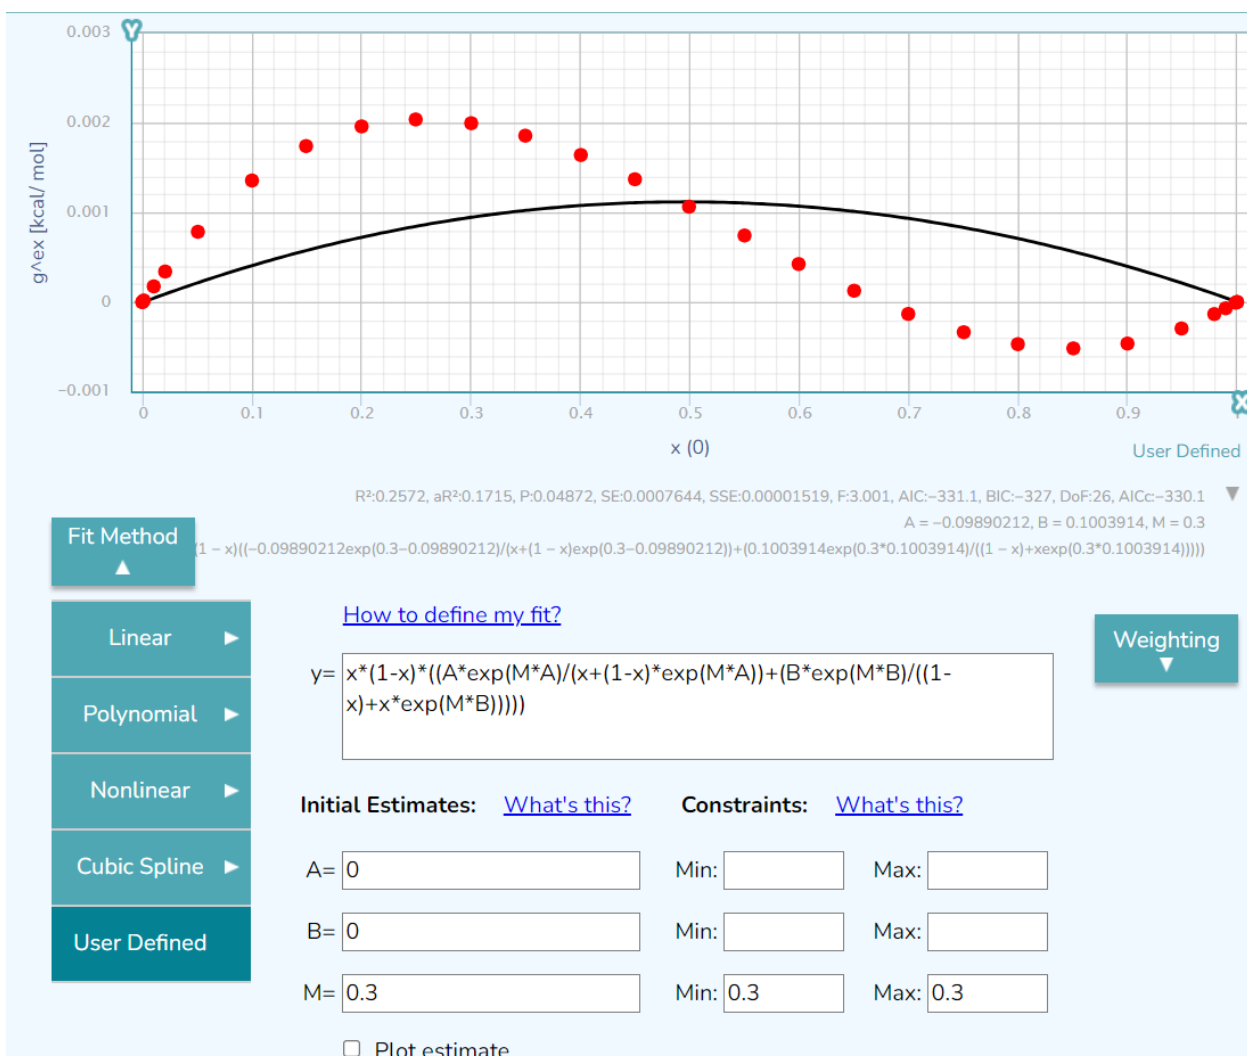 0.003
Y
0.002
0.001
0
−0.001
g^ex [kcal/ mol]
0 0.1 0.2 0.3 0.4 0.5 0.6 0.7 0.8 0.9
X
x (0)
User Defined
R²:0.2572, aR²:0.1715, P:0.04872, SE:0.0007644, SSE:0.00001519, F:3.001, AIC:−331.1, BIC:−327, DoF:26, AICc:−330.1 ▼
A = −0.09890212, B = 0.1003914, M = 0.3
(1 − x)((−0.09890212exp(0.3−0.09890212)/(x+(1 − x)exp(0.3−0.09890212))+(0.1003914exp(0.3*0.1003914)/((1 − x)+xexp(0.3*0.1003914)))))
Fit Method
▲
Linear ▶
Polynomial ▶
Nonlinear ▶
Cubic Spline ▶
User Defined
How to define my fit?
y= x*(1-x)*((A*exp(M*A)/(x+(1-x)*exp(M*A))+(B*exp(M*B)/((1-
x)+x*exp(M*B)))))
Weighting
▼
Initial Estimates: What's this? Constraints: What's this?
A= 0 Min: Max:
B= 0 Min: Max:
M= 0.3 Min: 0.3 Max: 0.3
Plot estimate